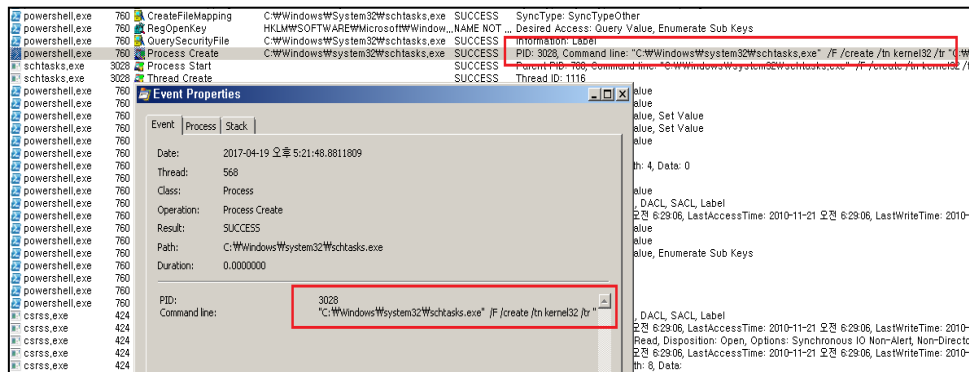 powershell.exe 760 CreateFileMapping C:₩Windows₩System32₩schtasks.exe SUCCESS SyncType: SyncTypeOther
powershell.exe 760 RegOpenKey HKLM₩SOFTWARE₩Microsoft₩Window... NAME NOT ... Desired Access: Query Value, Enumerate Sub Keys
powershell.exe 760 QuerySecurityFile C:₩Windows₩System32₩schtasks.exe SUCCESS Information: Label
powershell.exe 760 Process Create C:₩Windows₩system32₩schtasks.exe SUCCESS PID: 3028, Command line: "C:₩Windows₩system32₩schtasks.exe" /F /create /tn kernel32 /tr "C:₩
schtasks.exe 3028 Process Start SUCCESS Parent PID: 760, Command line: "C:₩Windows₩system32₩schtasks.exe" /F /create /tn kernel32 /t
schtasks.exe 3028 Thread Create SUCCESS Thread ID: 1116
powershell.exe 760 alue
powershell.exe 760 alue
powershell.exe 760 alue, Set Value
powershell.exe 760 alue, Set Value
powershell.exe 760 alue
powershell.exe 760
powershell.exe 760 th: 4, Data: 0
powershell.exe 760
powershell.exe 760 alue
powershell.exe 760 , DACL, SACL, Label
powershell.exe 760 오전 6:29:06, LastAccessTime: 2010-11-21 오전 6:29:06, LastWriteTime: 2010-
powershell.exe 760 alue
powershell.exe 760 alue
powershell.exe 760 alue, Enumerate Sub Keys
powershell.exe 760
powershell.exe 760
powershell.exe 760
powershell.exe 760
csrss.exe 424 , DACL, SACL, Label
csrss.exe 424 오전 6:29:06, LastAccessTime: 2010-11-21 오전 6:29:06, LastWriteTime: 2010-
csrss.exe 424 Read, Disposition: Open, Options: Synchronous IO Non-Alert, Non-Directo
csrss.exe 424 오전 6:29:06, LastAccessTime: 2010-11-21 오전 6:29:06, LastWriteTime: 2010-
csrss.exe 424 th: 8, Data:
Event Properties
Event Process Stack
Date: 2017-04-19 오후 5:21:48.8811809
Thread: 568
Class: Process
Operation: Process Create
Result: SUCCESS
Path: C:₩Windows₩system32₩schtasks.exe
Duration: 0.0000000
PID: 3028
Command line: "C:₩Windows₩system32₩schtasks.exe" /F /create /tn kernel32 /tr "